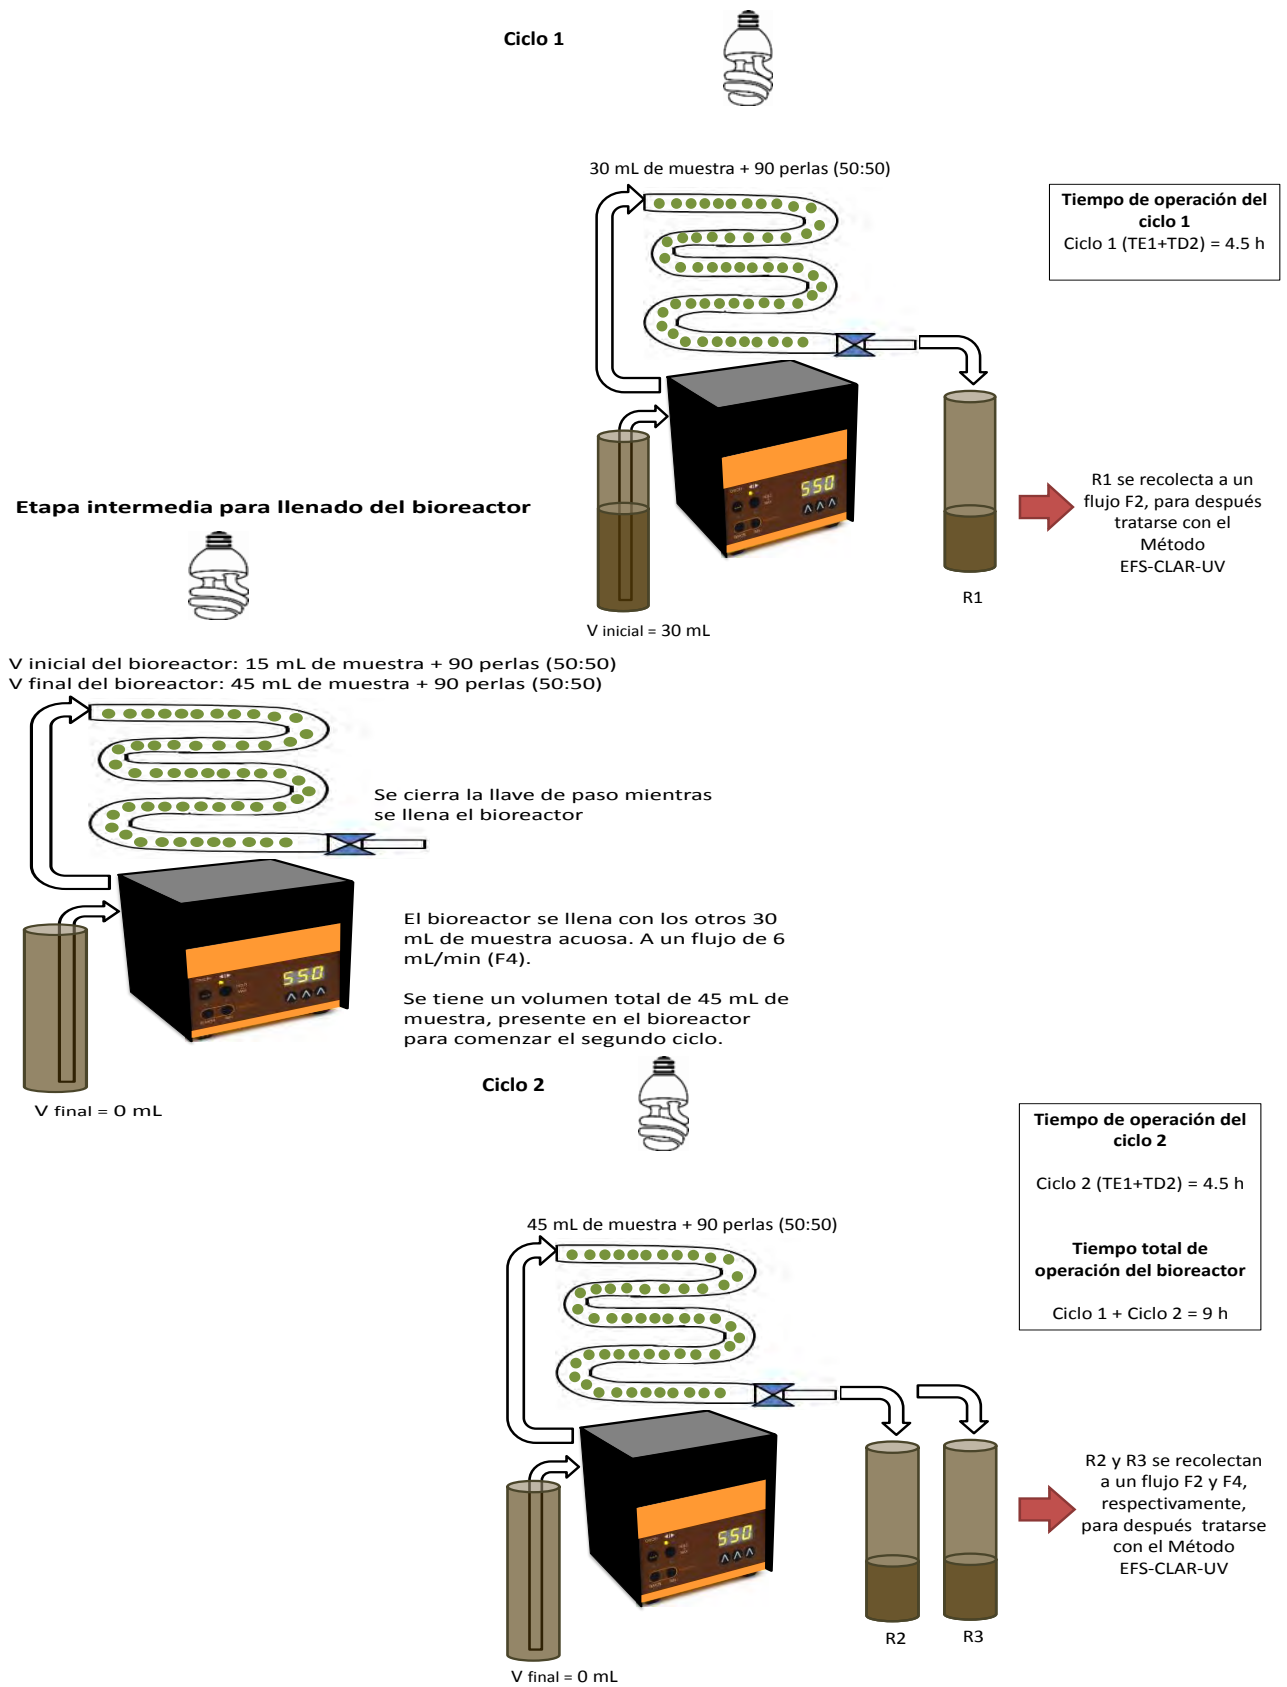 Ciclo 1
30 mL de muestra + 90 perlas (50:50)
Tiempo de operación del
ciclo 1
Ciclo 1 (TE1+TD2) = 4.5 h
550
R1 se recolecta a un
flujo F2, para después
tratarse con el
Método
EFS-CLAR-UV
R1
V inicial = 30 mL
Etapa intermedia para llenado del bioreactor
V inicial del bioreactor: 15 mL de muestra + 90 perlas (50:50)
V final del bioreactor: 45 mL de muestra + 90 perlas (50:50)
Se cierra la llave de paso mientras
se llena el bioreactor
550
El bioreactor se llena con los otros 30
mL de muestra acuosa. A un flujo de 6
mL/min (F4).
Se tiene un volumen total de 45 mL de
muestra, presente en el bioreactor
para comenzar el segundo ciclo.
V final = 0 mL
Ciclo 2
Tiempo de operación del
ciclo 2
Ciclo 2 (TE1+TD2) = 4.5 h
Tiempo total de
operación del bioreactor
Ciclo 1 + Ciclo 2 = 9 h
45 mL de muestra + 90 perlas (50:50)
550
R2 y R3 se recolectan
a un flujo F2 y F4,
respectivamente,
para después tratarse
con el Método
EFS-CLAR-UV
R2
R3
V final = 0 mL